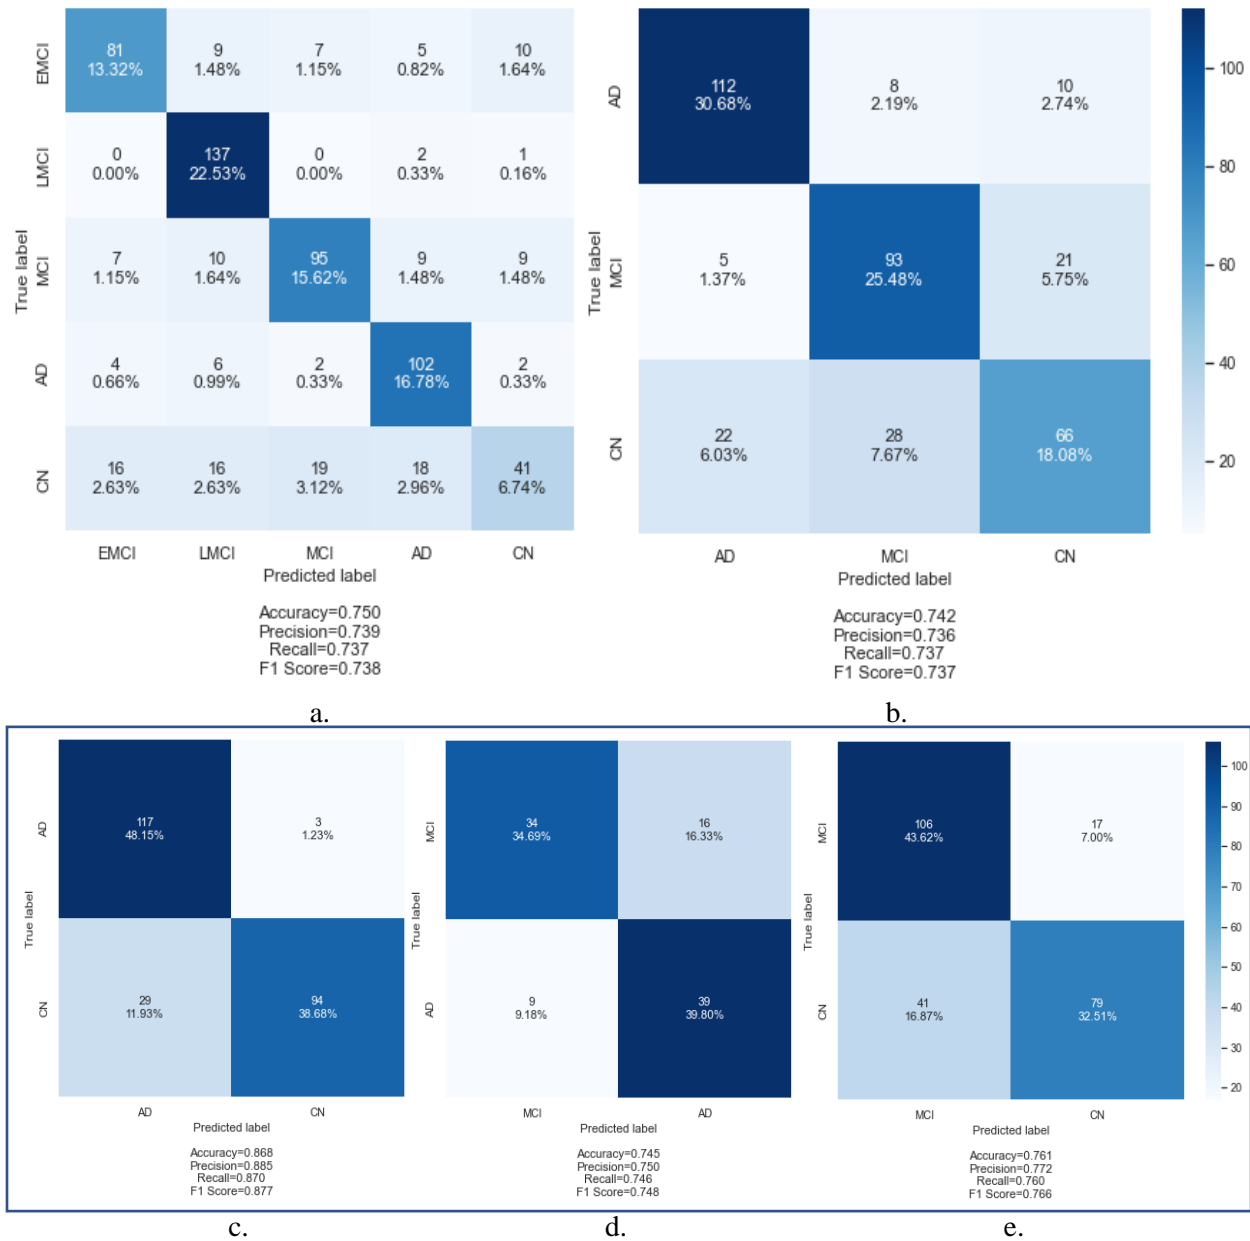 EMCI
81 9 7 5 10
13.32% 1.48% 1.15% 0.82% 1.64%
LMCI
0 137 0 2 1
0.00% 22.53% 0.00% 0.33% 0.16%
True label
MCI
7 10 95 9 9
1.15% 1.64% 15.62% 1.48% 1.48%
AD
4 6 2 102 2
0.66% 0.99% 0.33% 16.78% 0.33%
CN
16 16 19 18 41
2.63% 2.63% 3.12% 2.96% 6.74%
EMCI LMCI MCI AD CN
Predicted label
Accuracy=0.750
Precision=0.739
Recall=0.737
F1 Score=0.738
a.
AD
112 8 10
30.68% 2.19% 2.74%
True label
MCI
5 93 21
1.37% 25.48% 5.75%
CN
22 28 66
6.03% 7.67% 18.08%
AD MCI CN
Predicted label
100
80
60
40
20
Accuracy=0.742
Precision=0.736
Recall=0.737
F1 Score=0.737
b.
AD
117 3
48.15% 1.23%
True label
CN
29 94
11.93% 38.68%
AD CN
Predicted label
Accuracy=0.868
Precision=0.885
Recall=0.870
F1 Score=0.877
c.
MCI
34 16
34.69% 16.33%
True label
AD
9 39
9.18% 39.80%
MCI AD
Predicted label
Accuracy=0.745
Precision=0.750
Recall=0.746
F1 Score=0.748
d.
MCI
106 17
43.62% 7.00%
True label
CN
41 79
16.87% 32.51%
MCI CN
Predicted label
100
90
80
70
60
50
40
30
20
Accuracy=0.761
Precision=0.772
Recall=0.760
F1 Score=0.766
e.